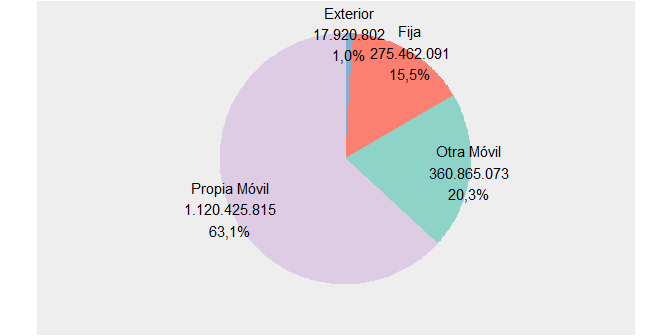 Exterior
17.920.802
1,0%
Fija
275.462.091
15,5%
Otra Móvil
360.865.073
20,3%
Propia Móvil
1.120.425.815
63,1%